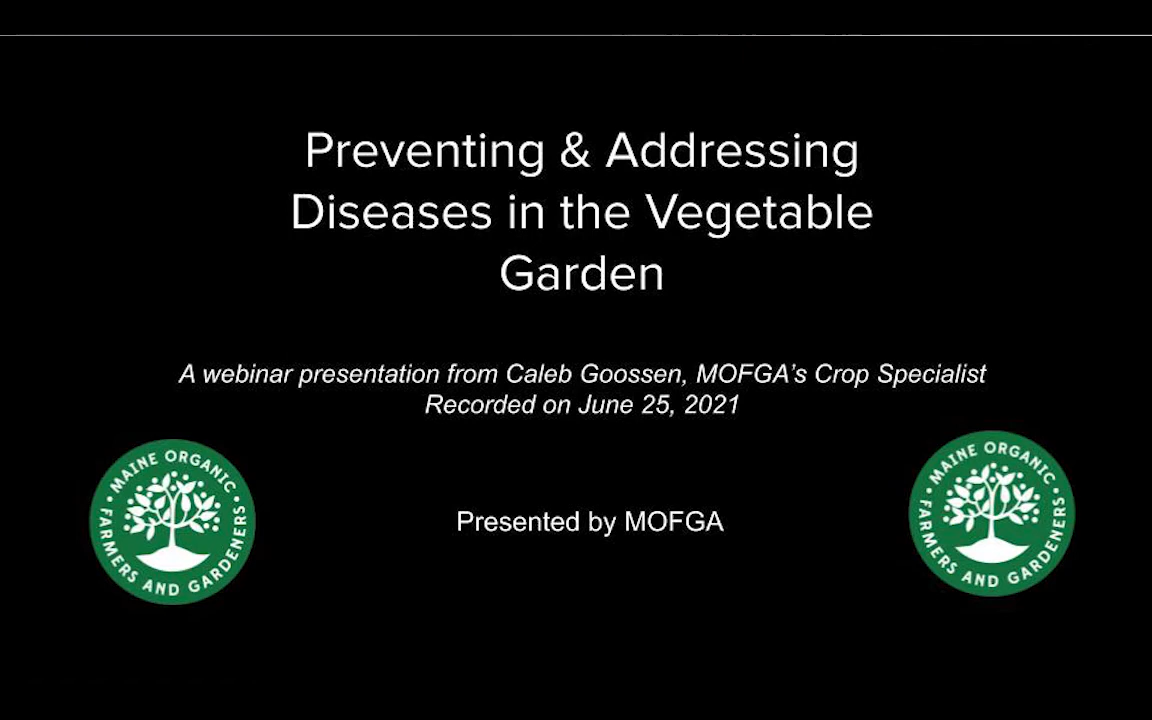 Preventing & Addressing
Diseases in the Vegetable
Garden
A webinar presentation from Caleb Goossen, MOFGA's Crop Specialist
Recorded on June 25, 2021
MAINE ORGANIC
FARMERS AND GARDENERS
Presented by MOFGA
MAINE ORGANIC
FARMERS AND GARDENERS